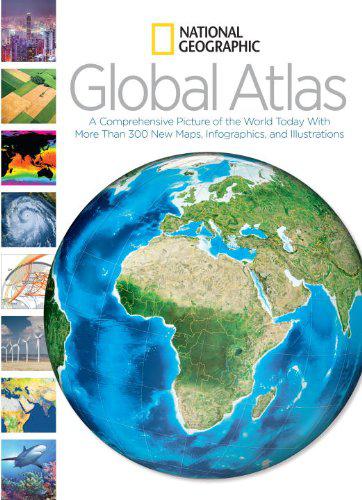 NATIONAL
GEOGRAPHIC
Global Atlas
A Comprehensive Picture of the World Today With
More Than 300 New Maps, Infographics, and Illustrations